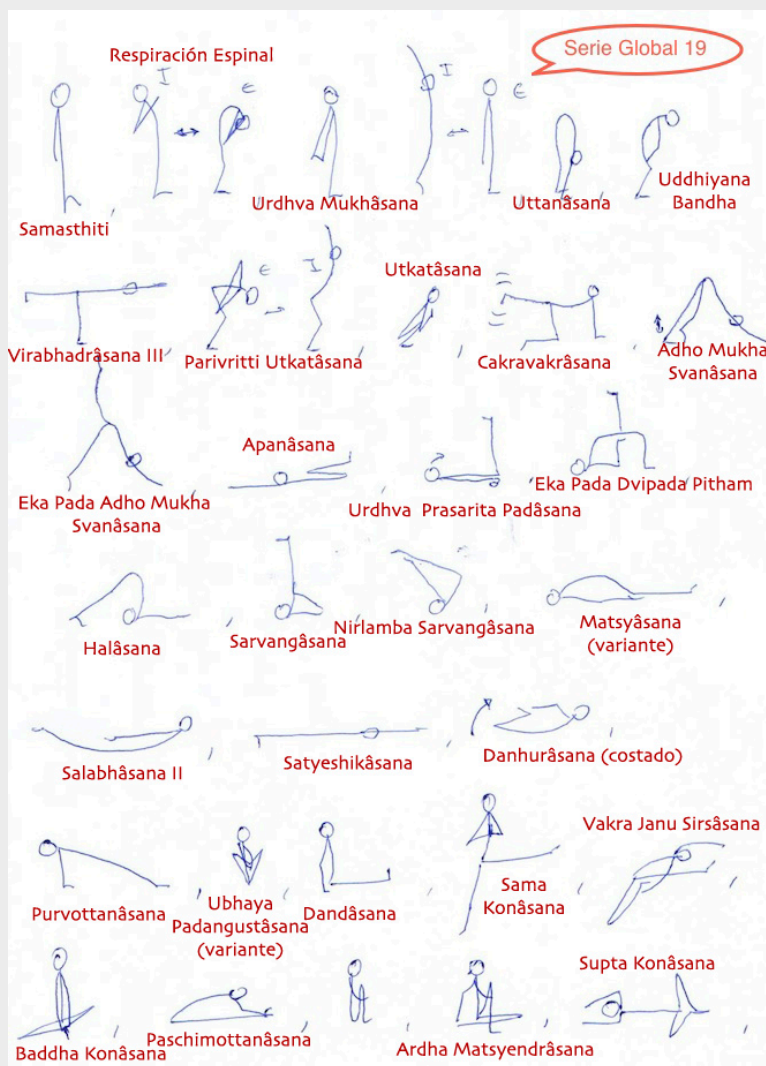 Serie Global 19
Respiración Espinal
I
E
I
E
Samasthiti
Urdhva Mukhâsana
Uttanâsana
Uddhiyana
Bandha
E
I
Utkatâsana
Virabhadrâsana III
Parivritti Utkatâsana
Cakravakrâsana
Adho Mukha
Svanâsana
Eka Pada Adho Mukha
Svanâsana
Apanâsana
Urdhva Prasarita Padâsana
Eka Pada Dvipada Pitham
Halâsana
Sarvangâsana
Nirlamba Sarvangâsana
Matsyâsana
(variante)
Salabhâsana II
Satyeshikâsana
Danhurâsana (costado)
Purvottanâsana
Ubhaya
Padangustâsana
(variante)
Dandâsana
Sama
Konâsana
Vakra Janu Sirsâsana
Baddha Konâsana
Paschimottanâsana
Ardha Matsyendrâsana
Supta Konâsana